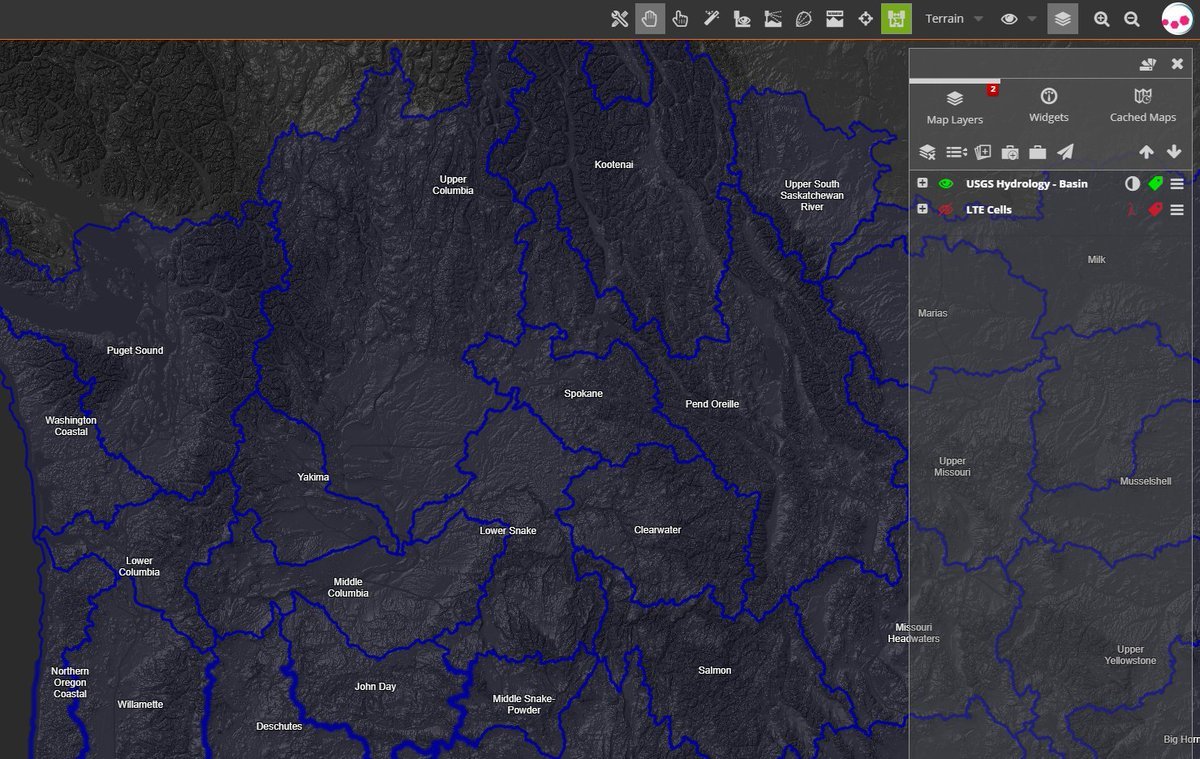 Terrain
2
Map Layers
Widgets
Cached Maps
USGS Hydrology - Basin
LTE Cells
Kootenai
Upper
Columbia
Upper South
Saskatchewan
River
Milk
Marias
Puget Sound
Spokane
Pend Oreille
Washington
Coastal
Yakima
Upper
Missouri
Musselshell
Lower Snake
Clearwater
Lower
Columbia
Middle
Columbia
Missouri
Headwaters
Upper
Yellowstone
Northern
Oregon
Coastal
Salmon
John Day
Willamette
Middle Snake-
Powder
Deschutes
Big Horn